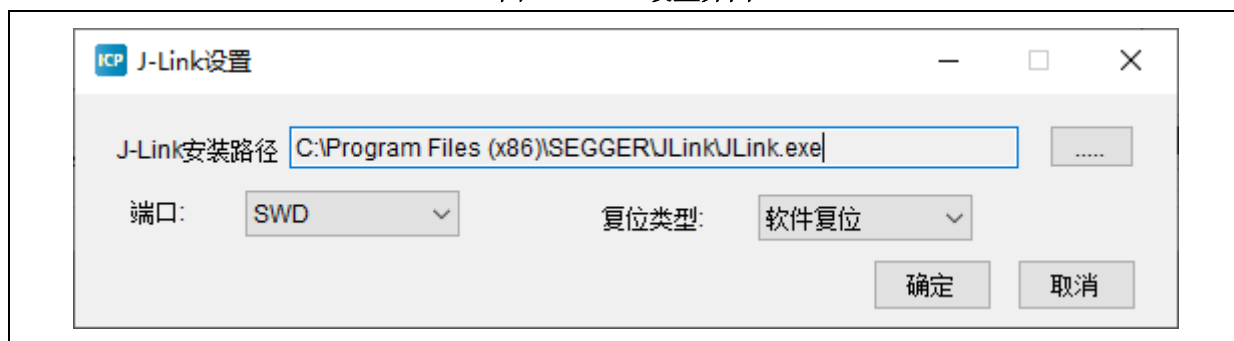 ICP J-Link设置
J-Link安装路径 C:\Program Files (x86)\SEGGER\JLink\JLink.exe .....
端口: SWD 复位类型: 软件复位
确定 取消